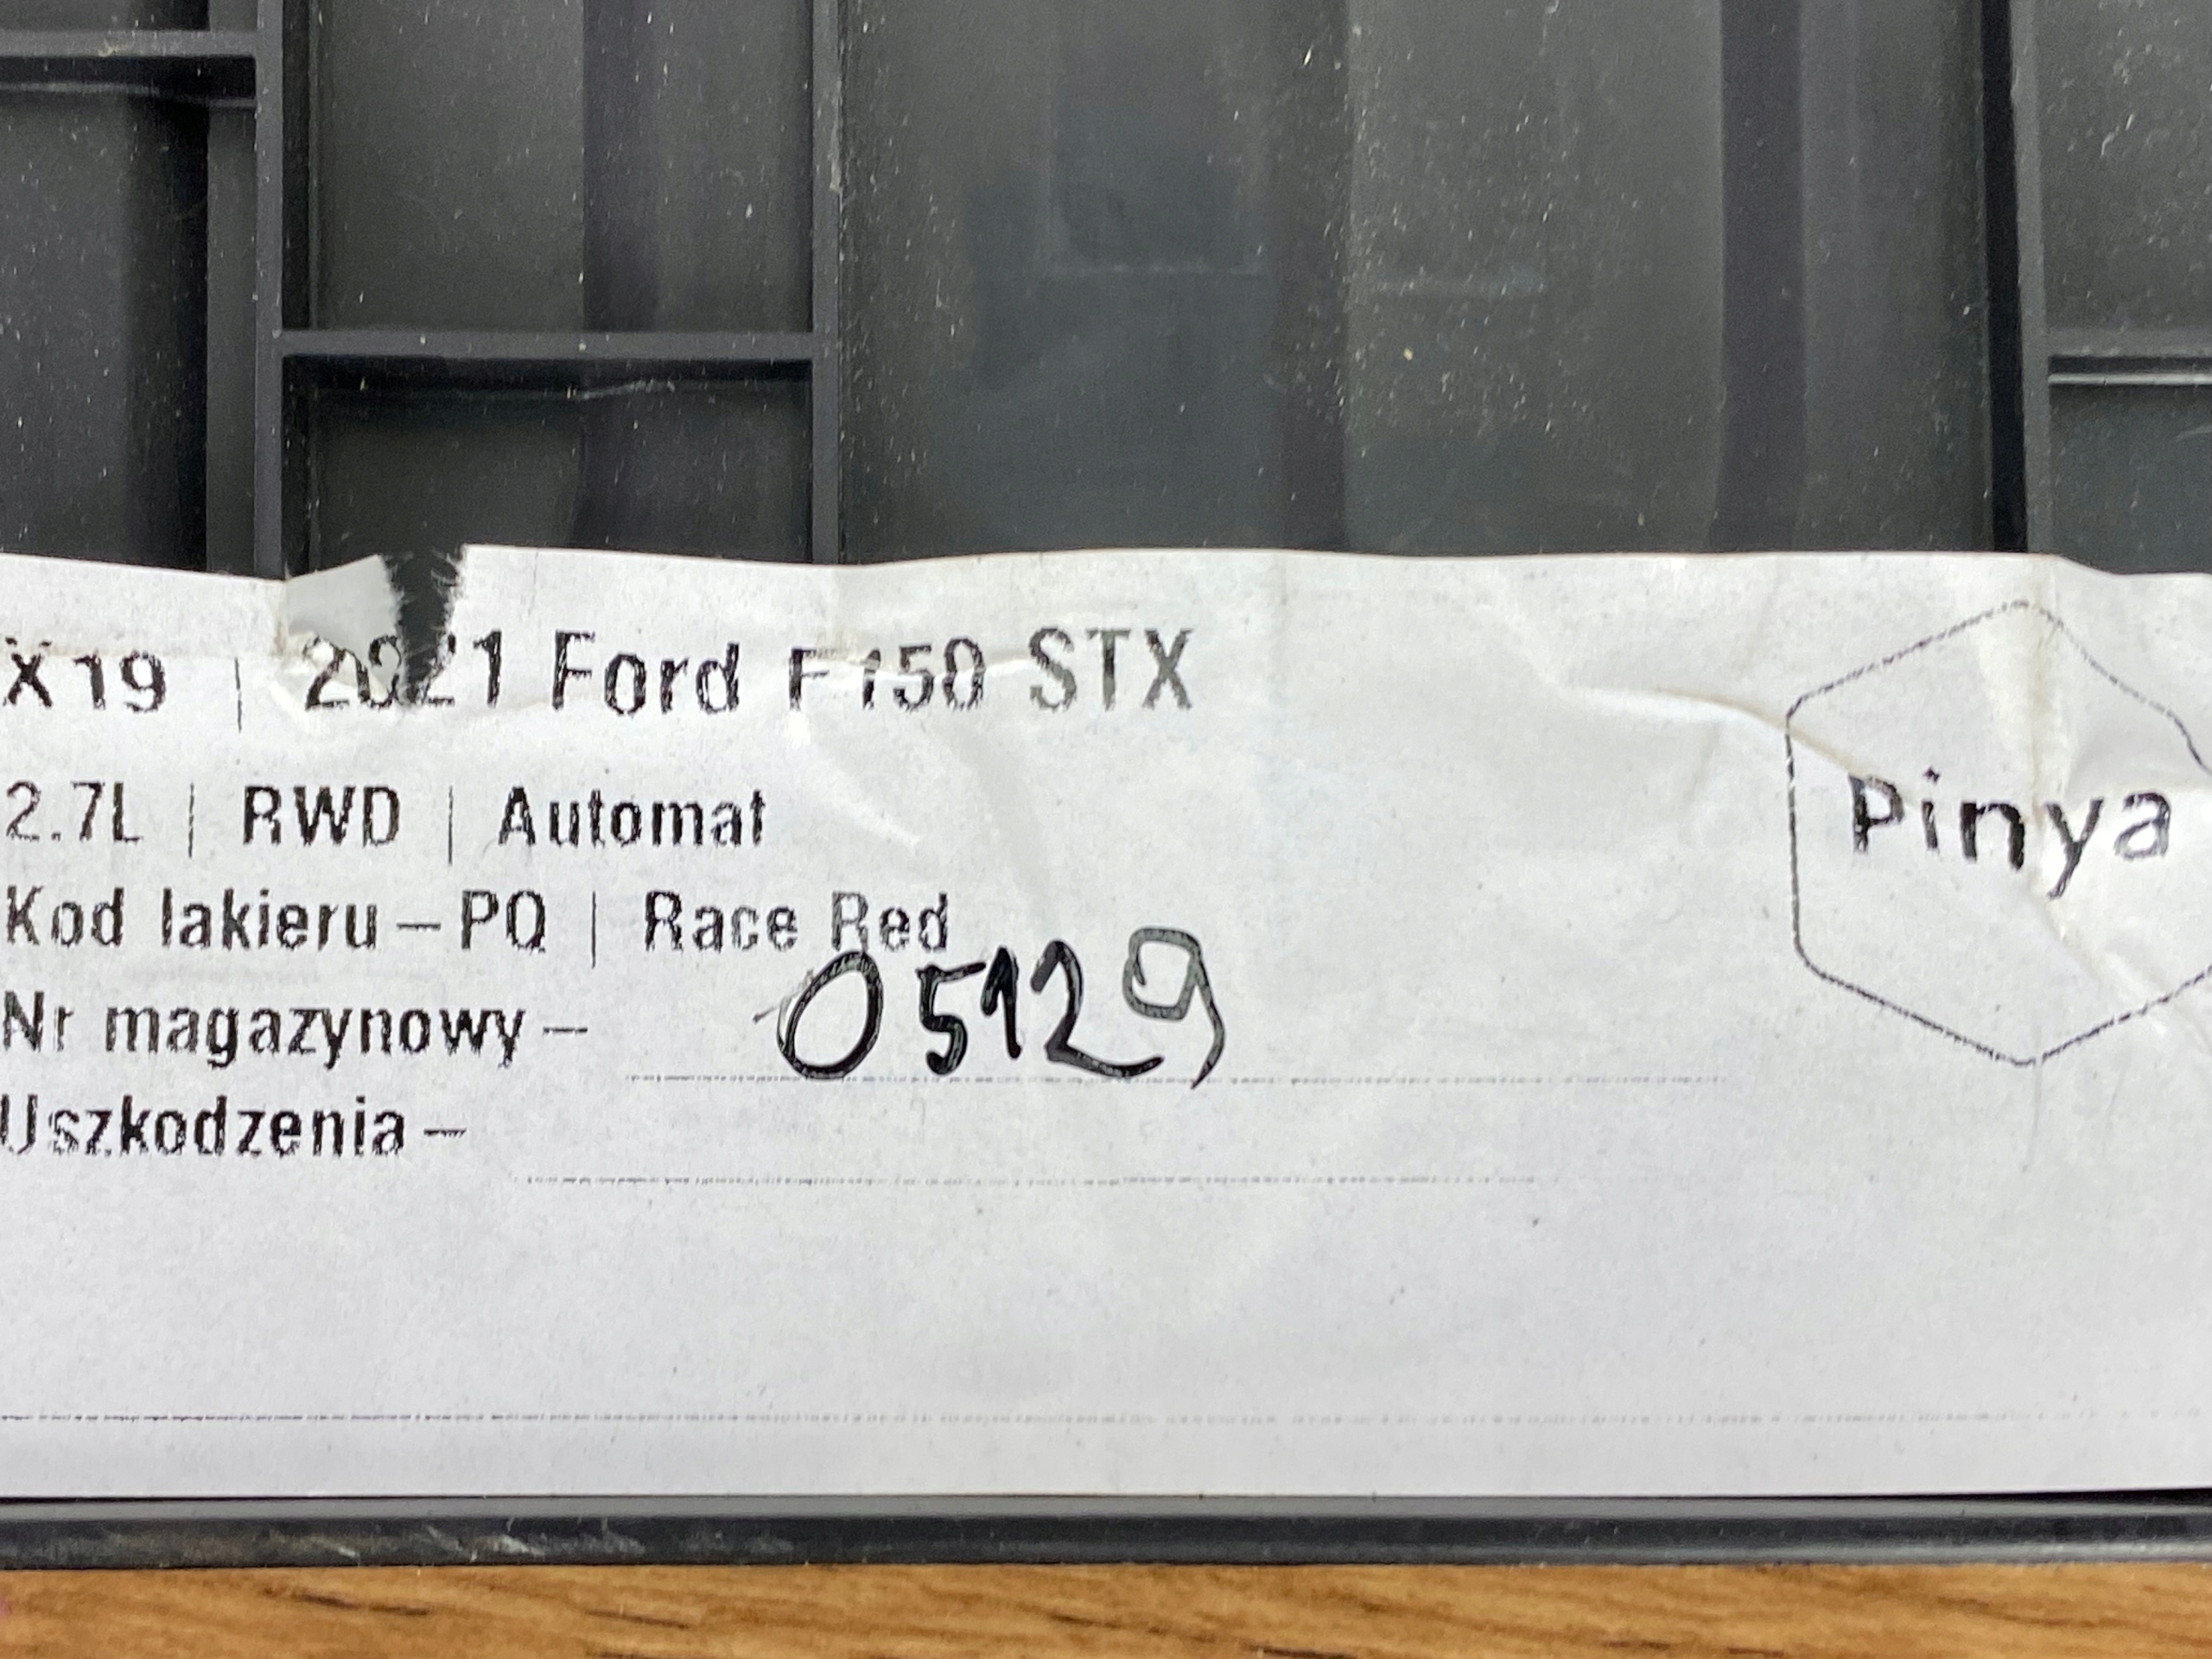 X19 | 2021 Ford F150 STX
2.7L | RWD | Automat
Kod lakieru – PQ | Race Red
Nr magazynowy – 05129
Uszkodzenia –
Pinya